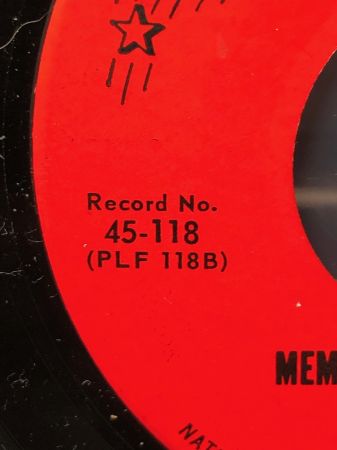 Record No.
45-118
(PLF 118B)
MEM
NAT